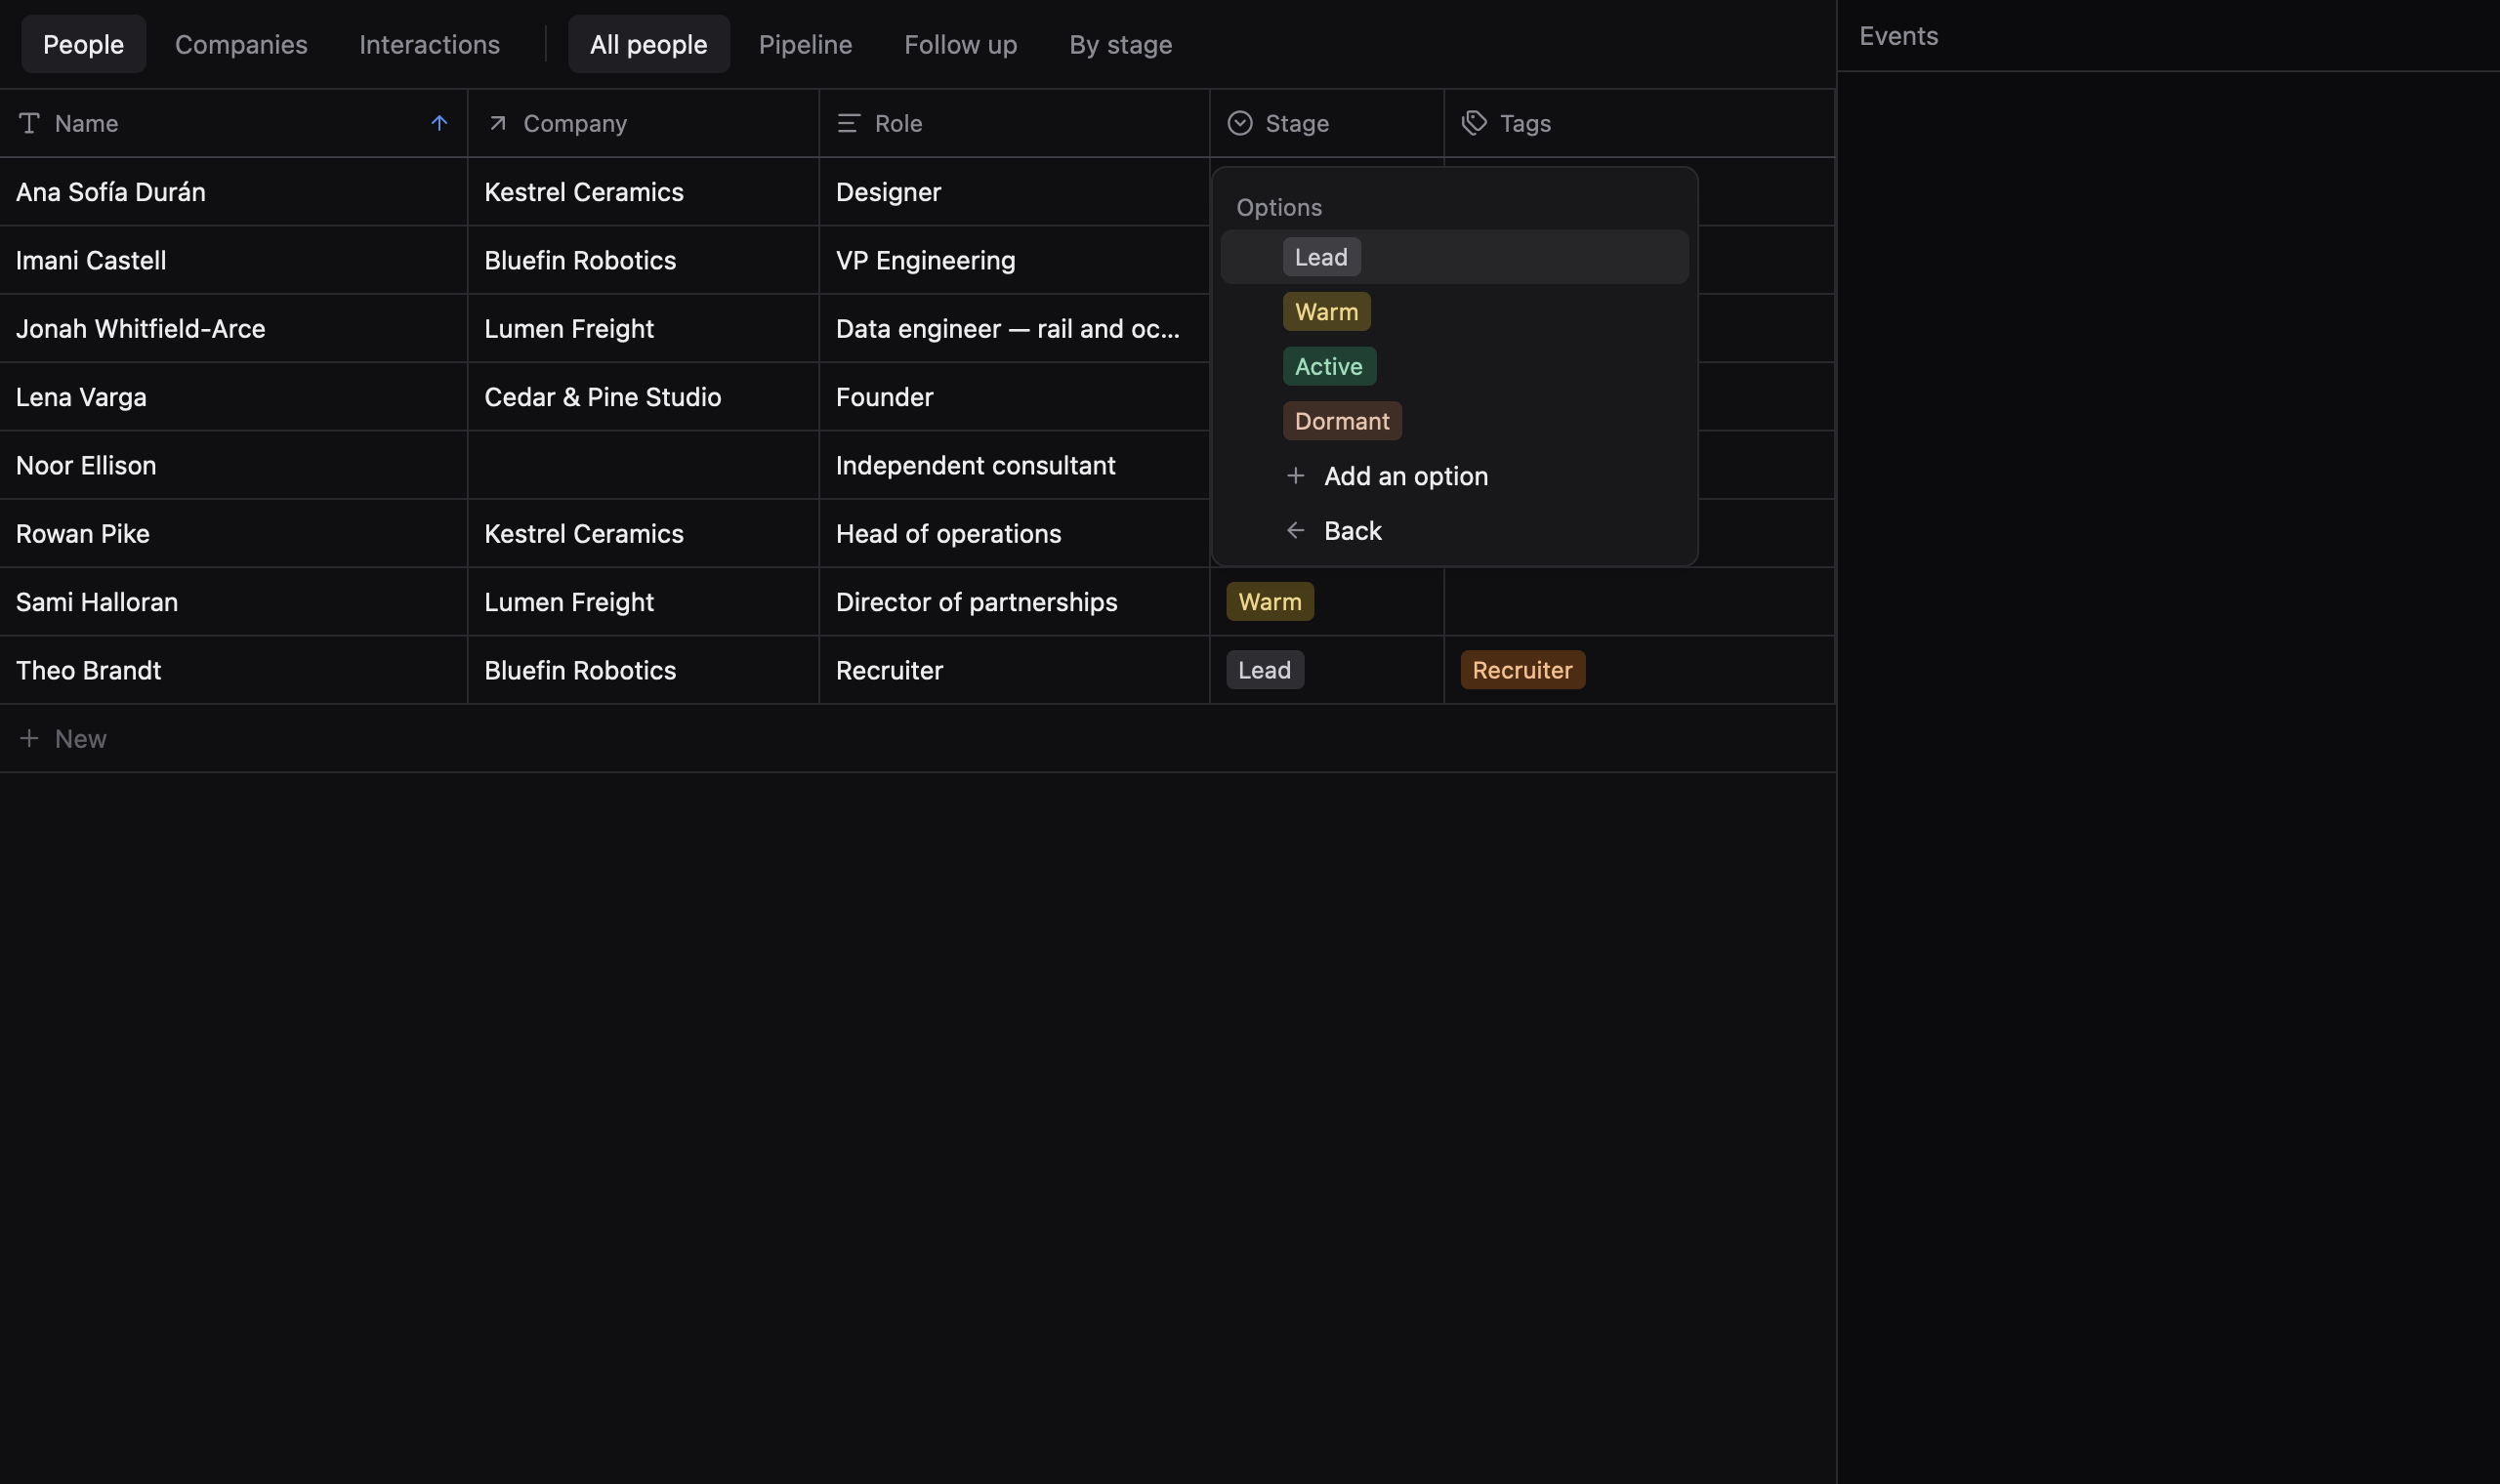 People Companies Interactions All people Pipeline Follow up By stage Events
Name Company Role Stage Tags
Ana Sofía Durán Kestrel Ceramics Designer
Options
Lead
Imani Castell Bluefin Robotics VP Engineering
Warm
Jonah Whitfield-Arce Lumen Freight Data engineer — rail and oc...
Active
Lena Varga Cedar & Pine Studio Founder
Dormant
Noor Ellison Independent consultant
Add an option
Rowan Pike Kestrel Ceramics Head of operations
Back
Sami Halloran Lumen Freight Director of partnerships Warm
Theo Brandt Bluefin Robotics Recruiter Lead Recruiter
New